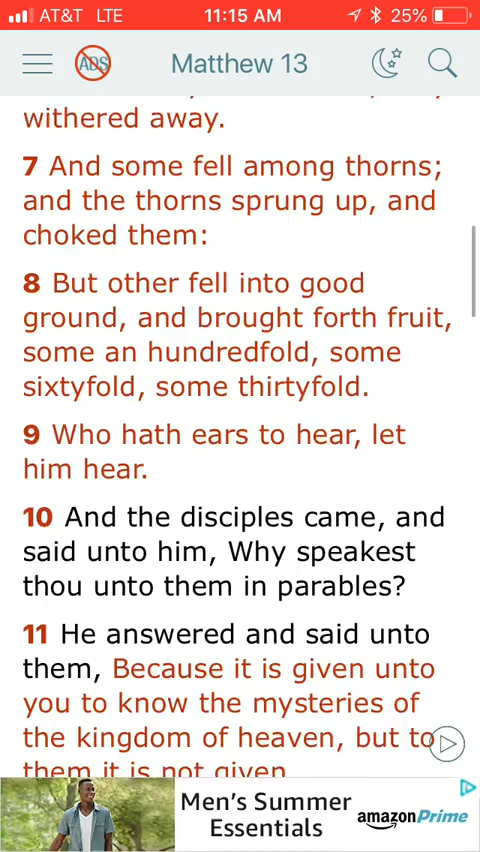 AT&T LTE 11:15 AM 25%
ADS Matthew 13
withered away.
7 And some fell among thorns;
and the thorns sprung up, and
choked them:
8 But other fell into good
ground, and brought forth fruit,
some an hundredfold, some
sixtyfold, some thirtyfold.
9 Who hath ears to hear, let
him hear.
10 And the disciples came, and
said unto him, Why speakest
thou unto them in parables?
11 He answered and said unto
them, Because it is given unto
you to know the mysteries of
the kingdom of heaven, but to
them it is not given.
Men's Summer
Essentials
amazonPrime